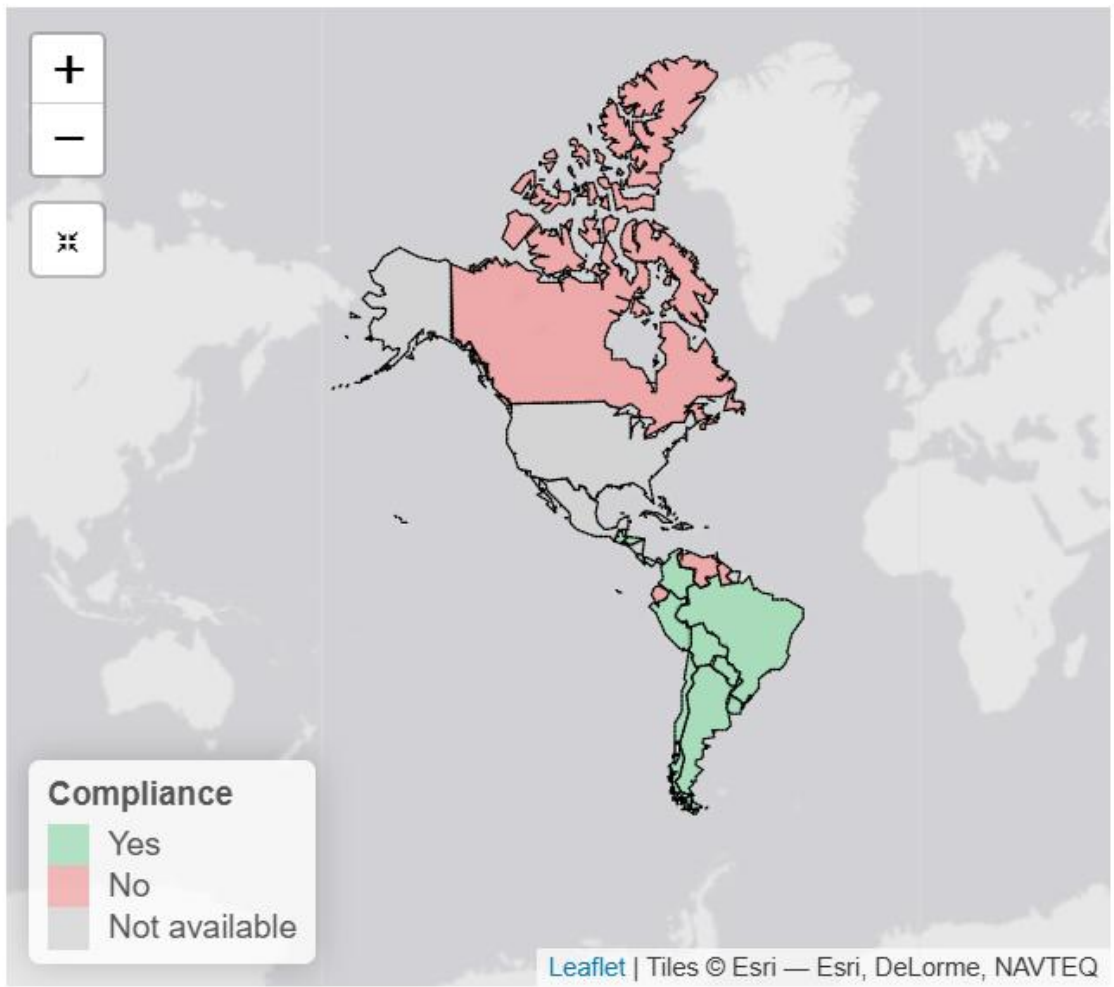 +
−
Compliance
Yes
No
Not available
Leaflet | Tiles © Esri — Esri, DeLorme, NAVTEQ